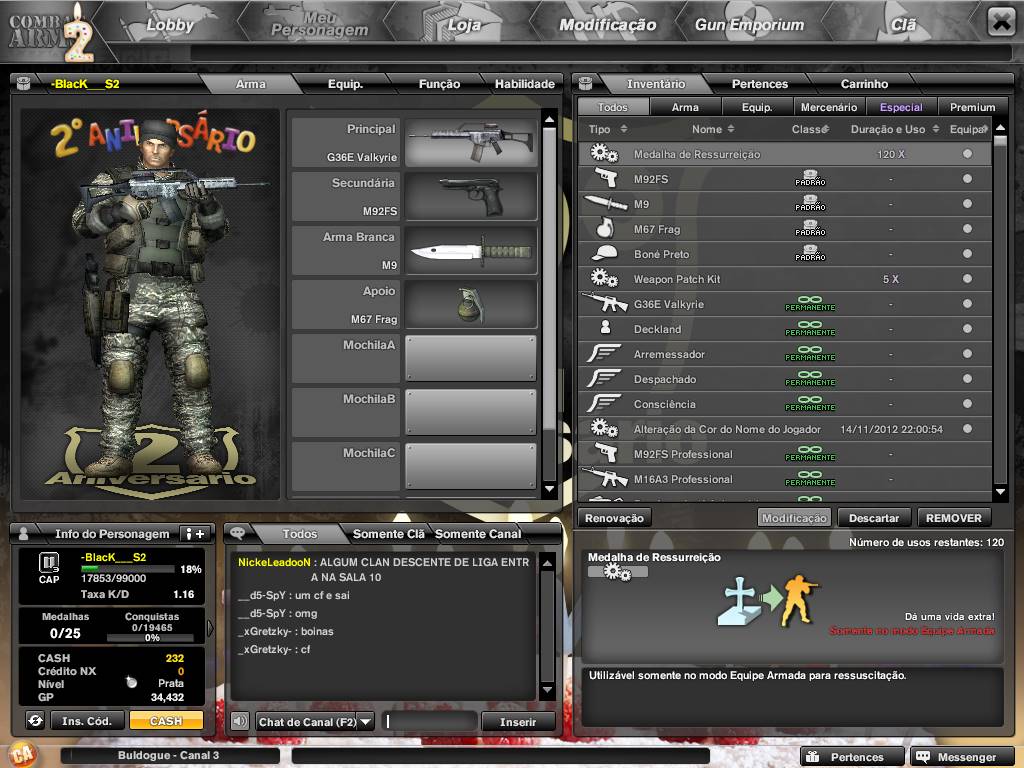 COMBAT ARMS 2
Lobby
Meu Personagem
Loja
Modificação
Gun Emporium
Clã
-BlacK___S2
Arma
Equip.
Função
Habilidade
2º ANIVERSÁRIO
2
Aniversário
Principal
G36E Valkyrie
Secundária
M92FS
Arma Branca
M9
Apoio
M67 Frag
MochilaA
MochilaB
MochilaC
Inventário
Pertences
Carrinho
Todos Arma Equip. Mercenário Especial Premium
Tipo Nome Classe Duração e Uso Equipa
Medalha de Ressurreição 120 X
M92FS PADRÃO -
M9 PADRÃO -
M67 Frag PADRÃO -
Boné Preto PADRÃO -
Weapon Patch Kit 5 X
G36E Valkyrie PERMANENTE -
Deckland PERMANENTE -
Arremessador PERMANENTE -
Despachado PERMANENTE -
Consciência PERMANENTE -
Alteração da Cor do Nome do Jogador 14/11/2012 22:00:54
M92FS Professional PERMANENTE -
M16A3 Professional PERMANENTE -
Renovação
Modificação
Descartar
REMOVER
Número de usos restantes: 120
Medalha de Ressurreição
Dá uma vida extra!
Somente no modo Equipe Armada
Utilizável somente no modo Equipe Armada para ressuscitação.
Info do Personagem
i +
CAP
-BlacK___S2
18%
17853/99000
Taxa K/D 1.16
Medalhas
0/25
Conquistas
0/19465
0%
CASH 232
Crédito NX 0
Nível Prata
GP 34,432
Ins. Cód.
CASH
Todos
Somente Clã
Somente Canal
NickeLeadooN : ALGUM CLAN DESCENTE DE LIGA ENTR
A NA SALA 10
__d5-SpY : um cf e sai
__d5-SpY : omg
_xGretzky- : boinas
_xGretzky- : cf
Chat de Canal (F2)
Inserir
CA
Buldogue - Canal 3
Pertences
Messenger